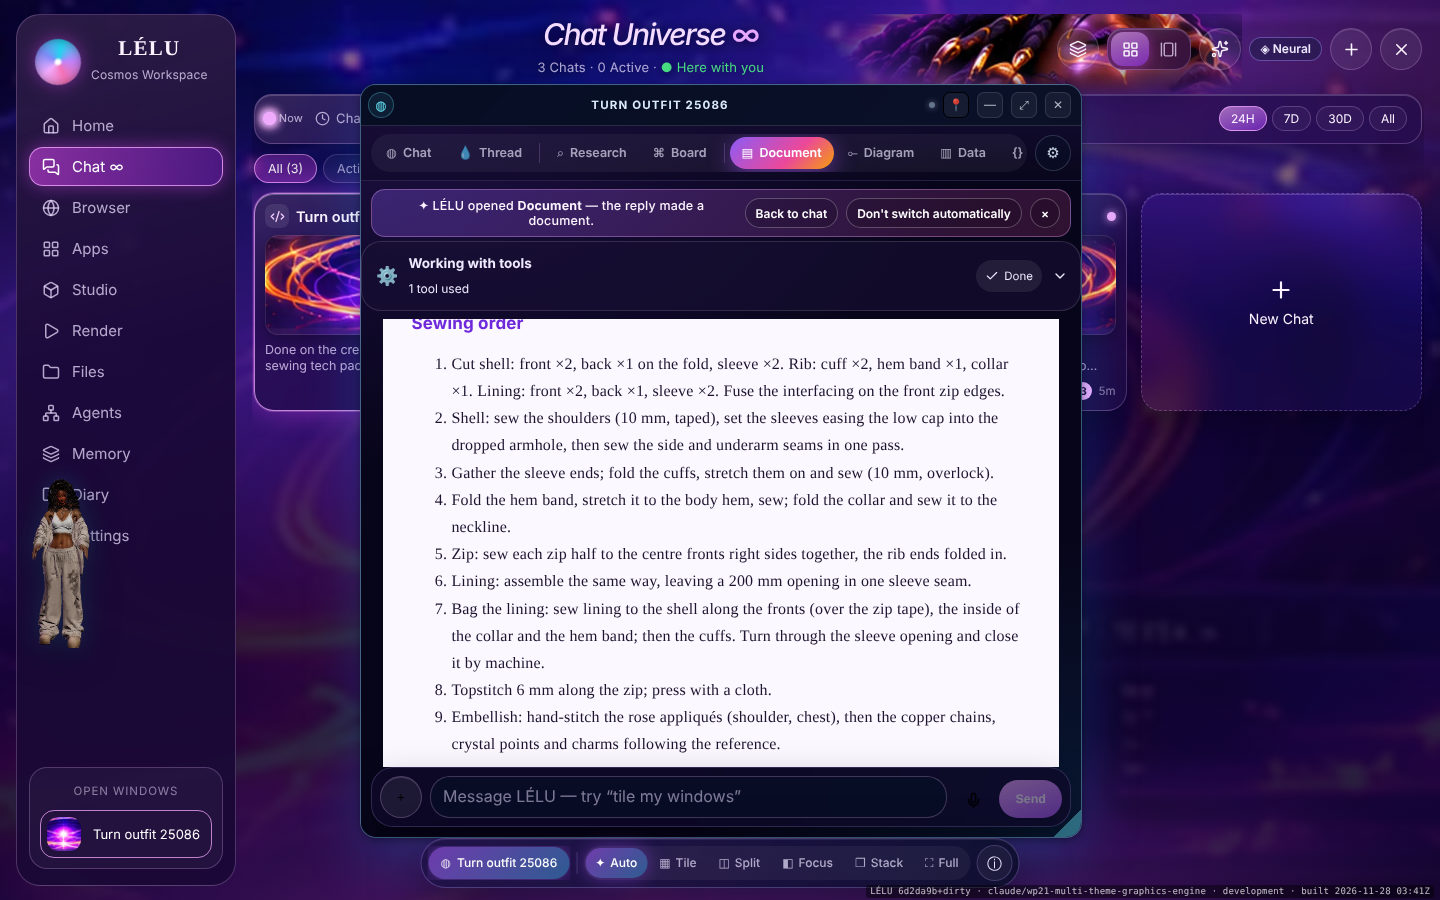 LÉLU
Cosmos Workspace
Home
Chat ∞
Browser
Apps
Studio
Render
Files
Agents
Memory
Diary
ttings
OPEN WINDOWS
Turn outfit 25086
Chat Universe ∞
3 Chats · 0 Active · ● Here with you
◈ Neural
Now
Cha
24H
7D
30D
All
All (3)
Acti
Turn outf
Done on the cre
sewing tech pac
5m
New Chat
TURN OUTFIT 25086
Chat
Thread
Research
Board
Document
Diagram
Data
{}
✦ LÉLU opened Document — the reply made a
document.
Back to chat
Don't switch automatically
×
Working with tools
1 tool used
Done
Sewing order
1. Cut shell: front ×2, back ×1 on the fold, sleeve ×2. Rib: cuff ×2, hem band ×1, collar
×1. Lining: front ×2, back ×1, sleeve ×2. Fuse the interfacing on the front zip edges.
2. Shell: sew the shoulders (10 mm, taped), set the sleeves easing the low cap into the
dropped armhole, then sew the side and underarm seams in one pass.
3. Gather the sleeve ends; fold the cuffs, stretch them on and sew (10 mm, overlock).
4. Fold the hem band, stretch it to the body hem, sew; fold the collar and sew it to the
neckline.
5. Zip: sew each zip half to the centre fronts right sides together, the rib ends folded in.
6. Lining: assemble the same way, leaving a 200 mm opening in one sleeve seam.
7. Bag the lining: sew lining to the shell along the fronts (over the zip tape), the inside of
the collar and the hem band; then the cuffs. Turn through the sleeve opening and close
it by machine.
8. Topstitch 6 mm along the zip; press with a cloth.
9. Embellish: hand-stitch the rose appliqués (shoulder, chest), then the copper chains,
crystal points and charms following the reference.
Message LÉLU — try “tile my windows”
Send
Turn outfit 25086
Auto
Tile
Split
Focus
Stack
Full
LÉLU 6d2da9b+dirty · claude/wp21-multi-theme-graphics-engine · development · built 2026-11-28 03:41Z